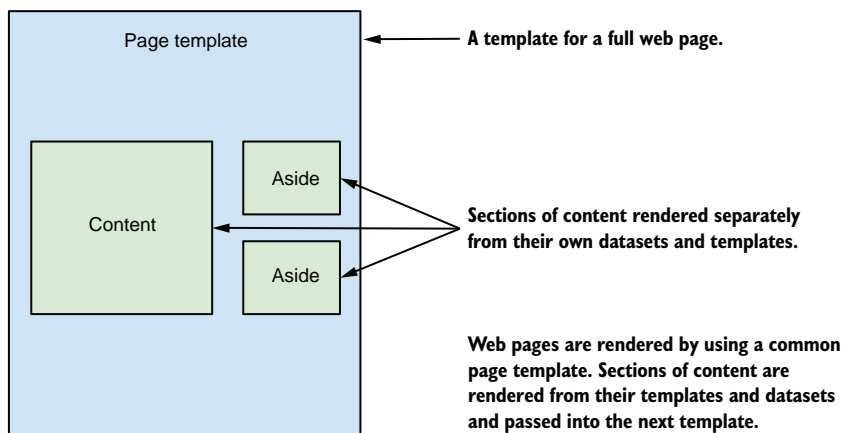 Page template
A template for a full web page.
Aside
Content
Sections of content rendered separately
from their own datasets and templates.
Aside
Web pages are rendered by using a common
page template. Sections of content are
rendered from their templates and datasets
and passed into the next template.